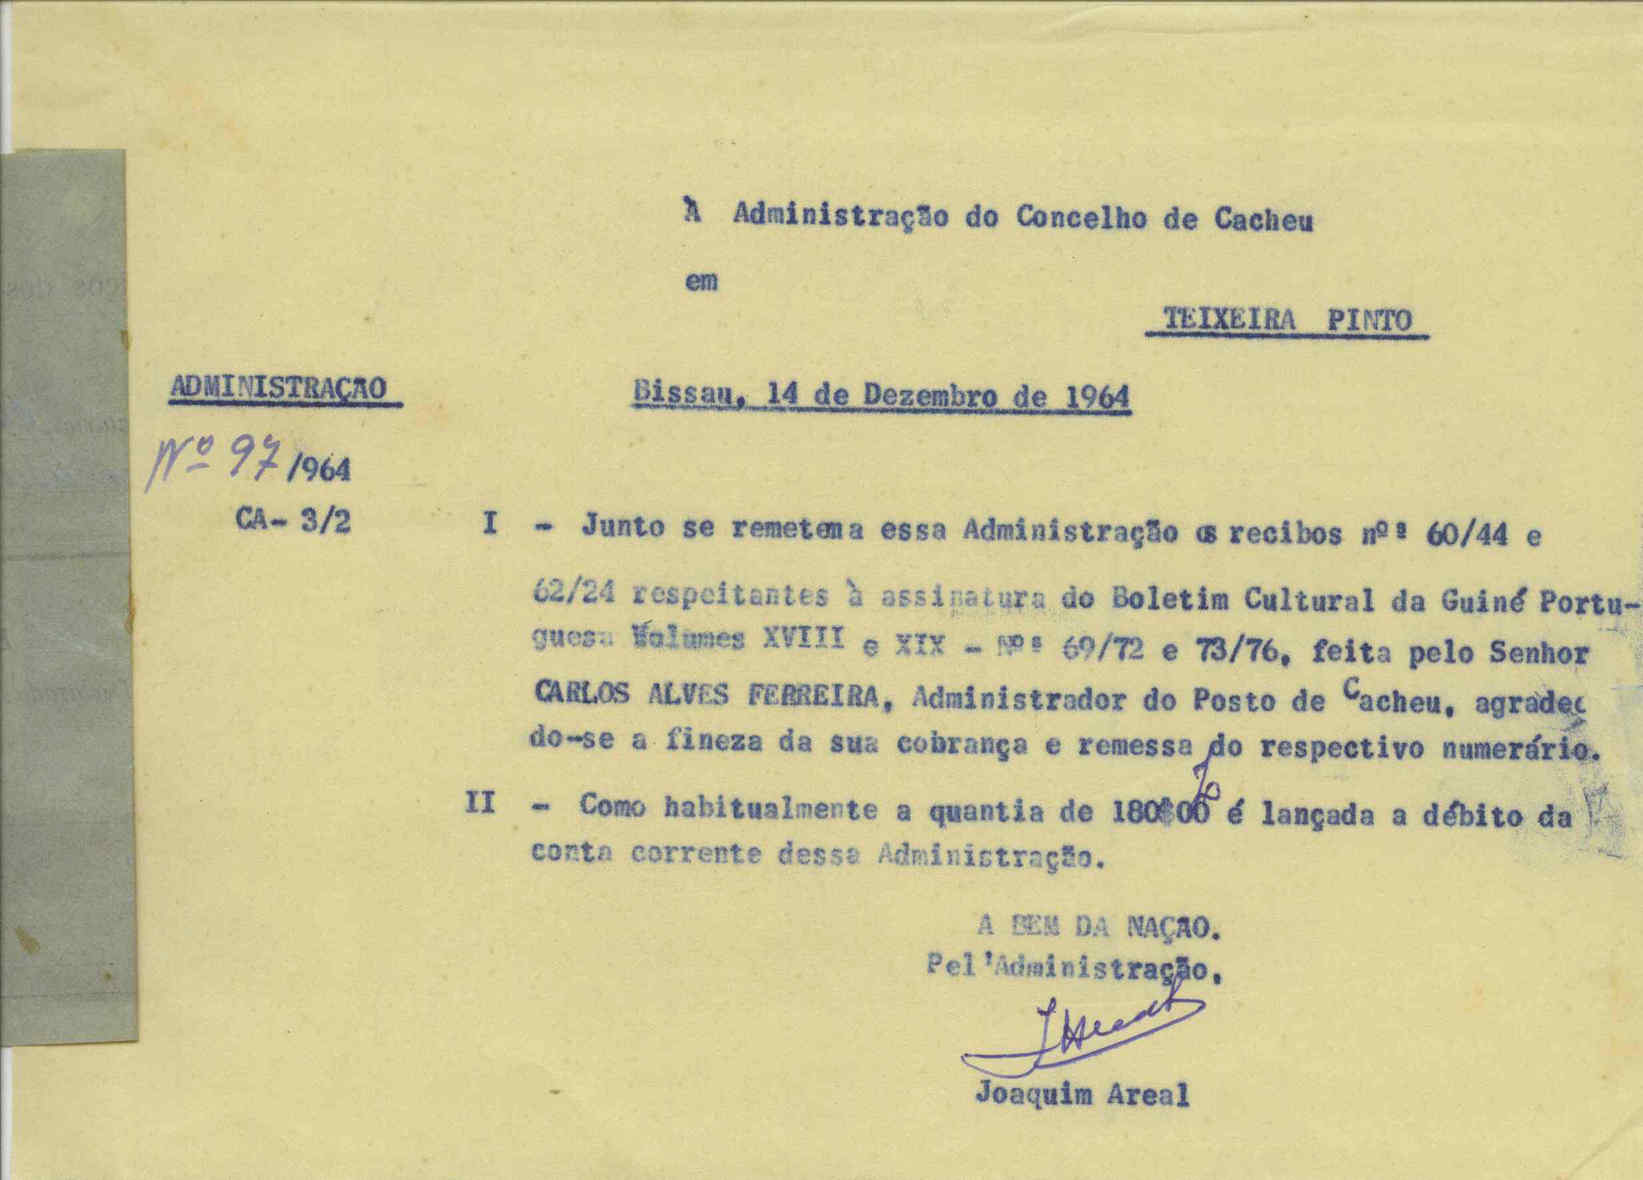 À Administração do Concelho de Cacheu
em
TEIXEIRA PINTO
ADMINISTRAÇÃO
Bissau, 14 de Dezembro de 1964
Nº 97/964
CA- 3/2
I - Junto se remetem a essa Administração os recibos nºs 60/44 e
62/24 respeitantes à assinatura do Boletim Cultural da Guiné Portu-
guesa Volumes XVIII e XIX - Nºs 69/72 e 73/76, feita pelo Senhor
CARLOS ALVES FERREIRA, Administrador do Posto de Cacheu, agradec
do-se a fineza da sua cobrança e remessa do respectivo numerário.
II - Como habitualmente a quantia de 180$00 é lançada a débito da
conta corrente dessa Administração.
A BEM DA NAÇÃO.
Pel'Administração,
JAreal
Joaquim Areal